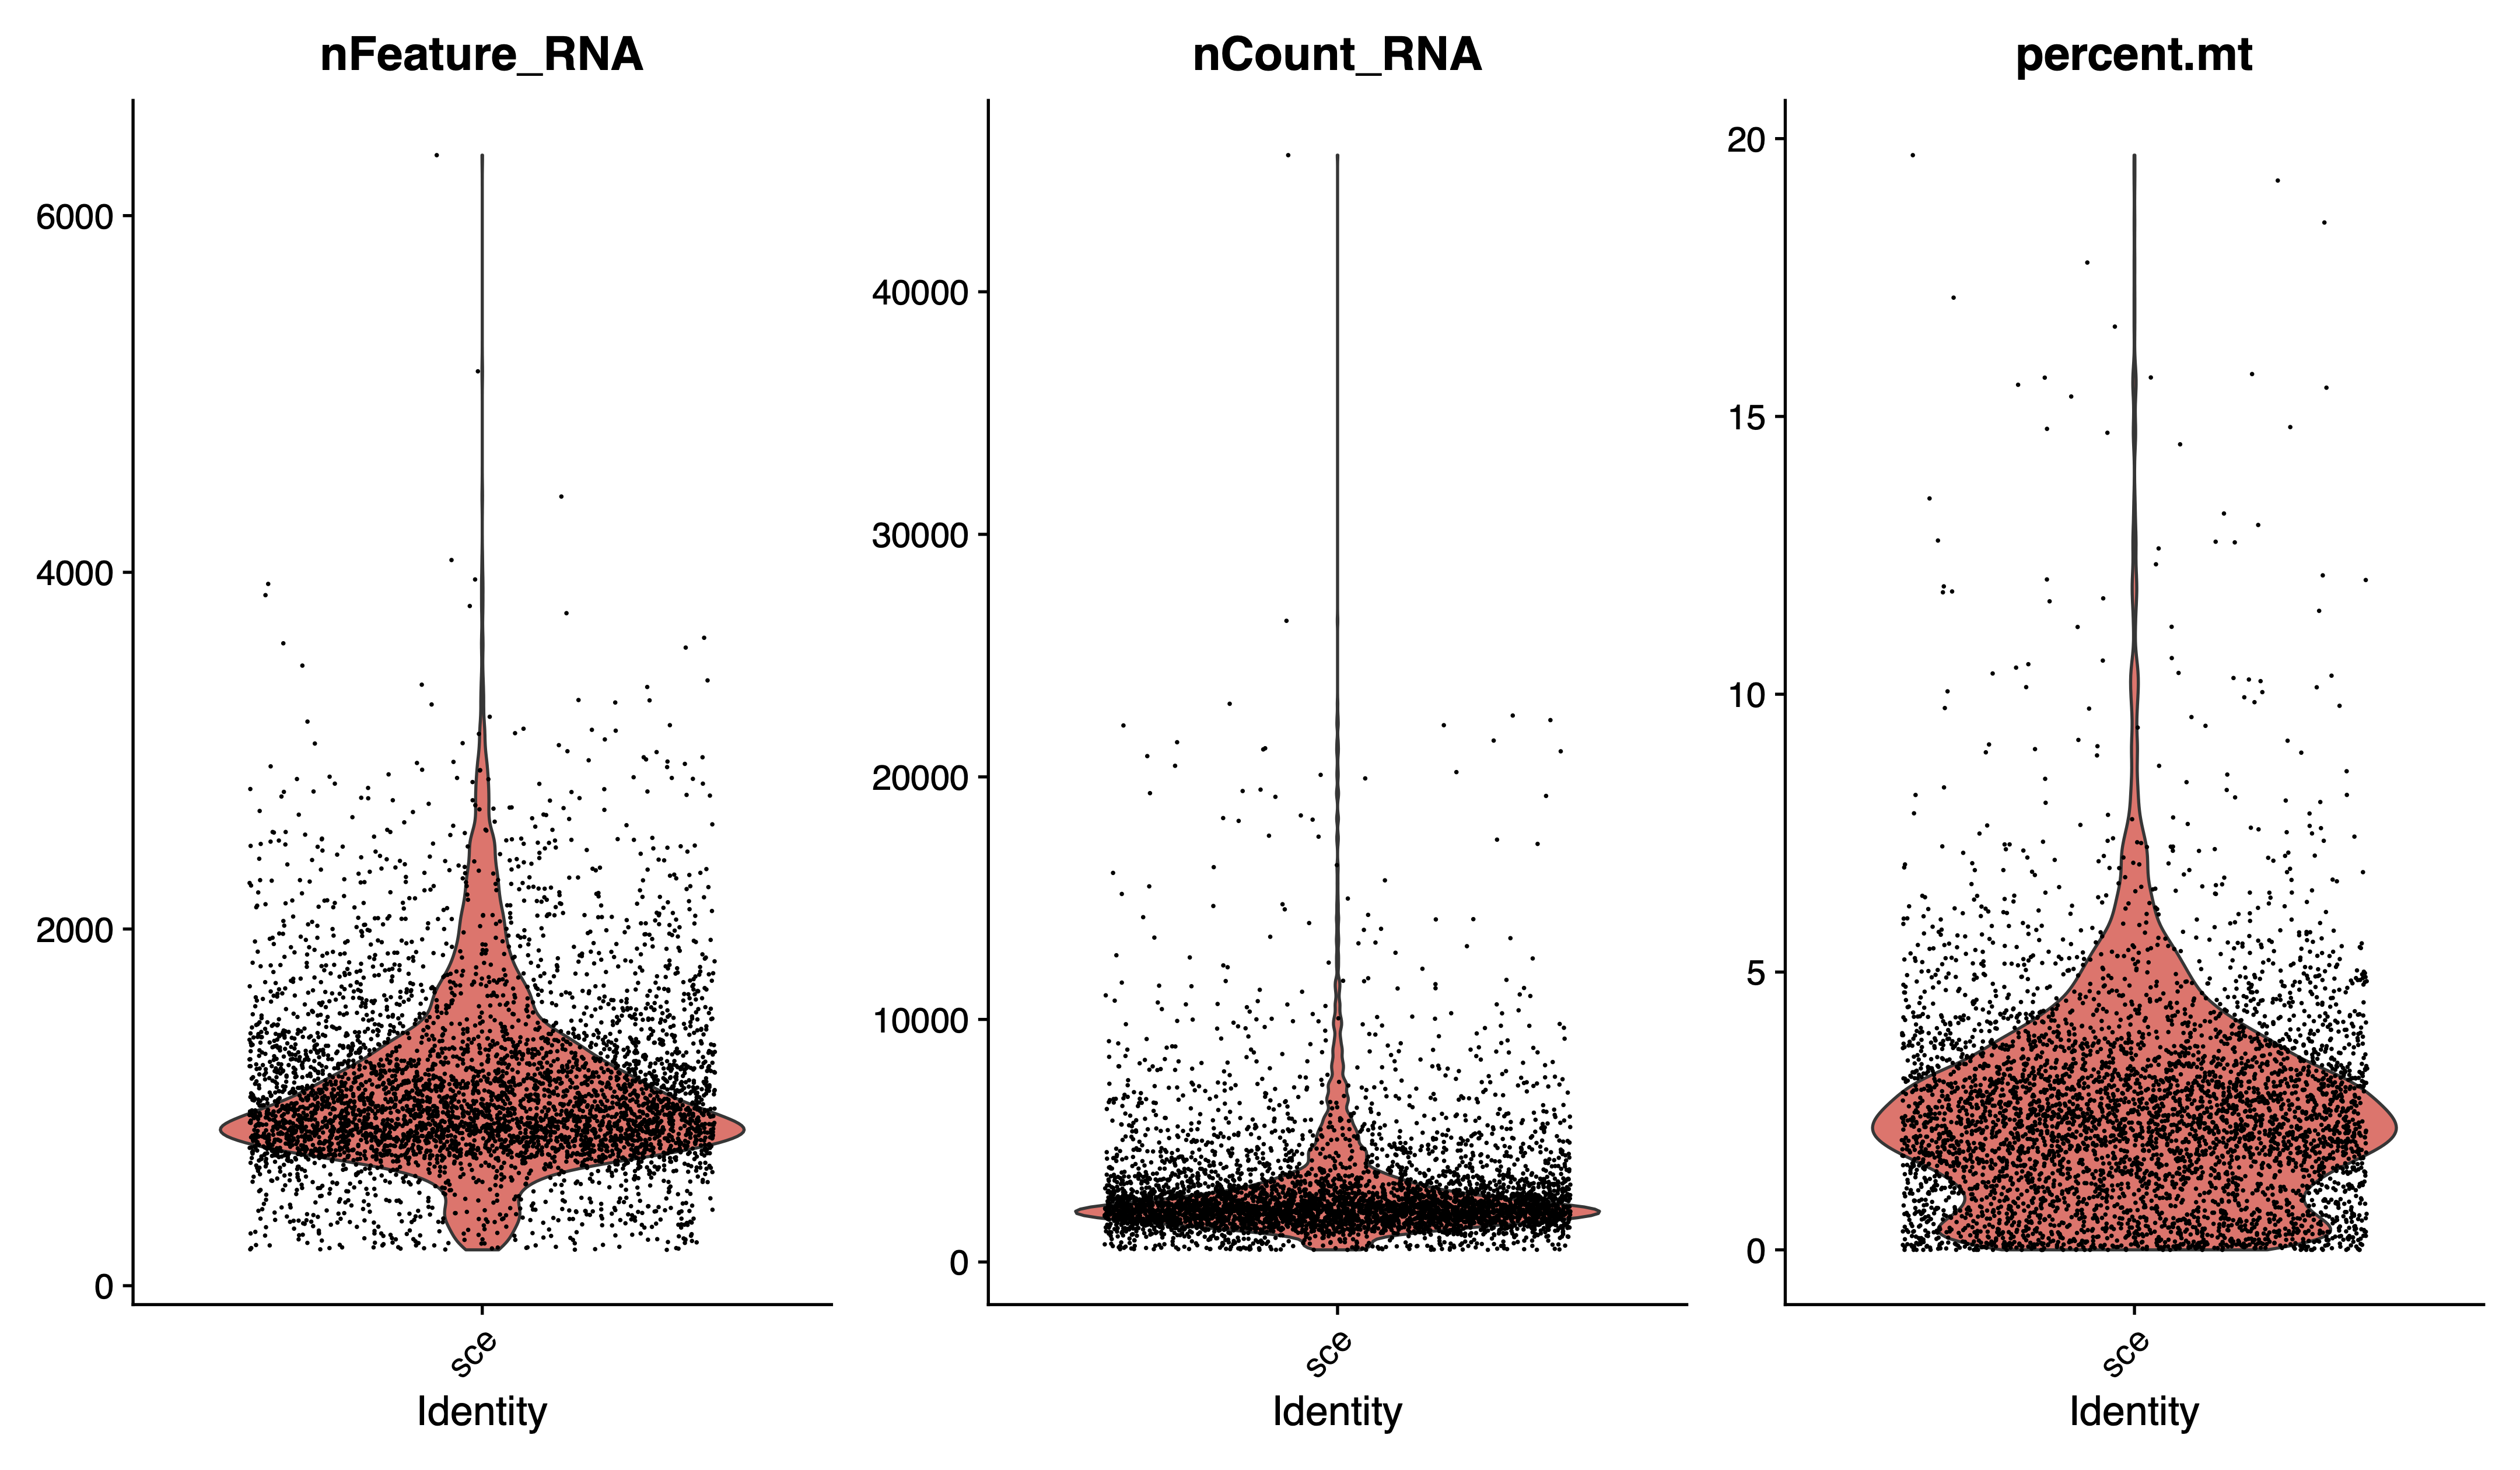 nFeature_RNA
6000
4000
2000
0
sce
Identity
nCount_RNA
40000
30000
20000
10000
0
sce
Identity
percent.mt
20
15
10
5
0
sce
Identity